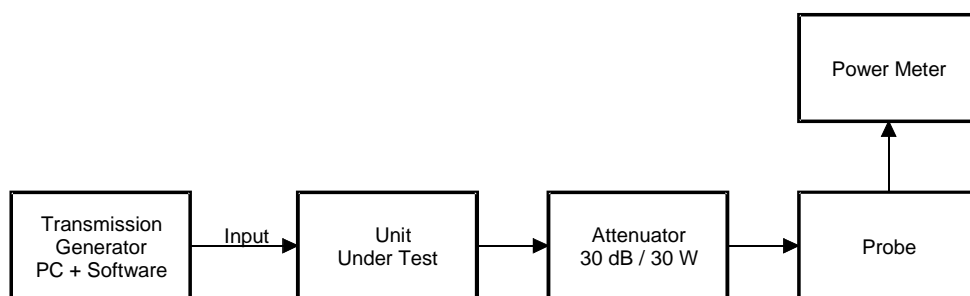 Power Meter
Transmission
Generator
PC + Software
Input
Unit
Under Test
Attenuator
30 dB / 30 W
Probe